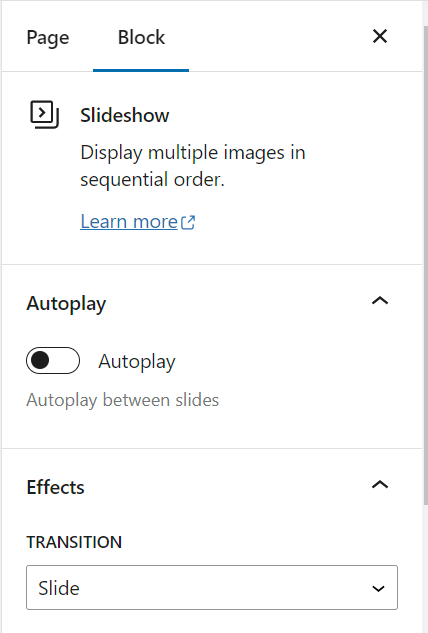 Page Block
Slideshow
Display multiple images in
sequential order.
Learn more
Autoplay
Autoplay
Autoplay between slides
Effects
TRANSITION
Slide